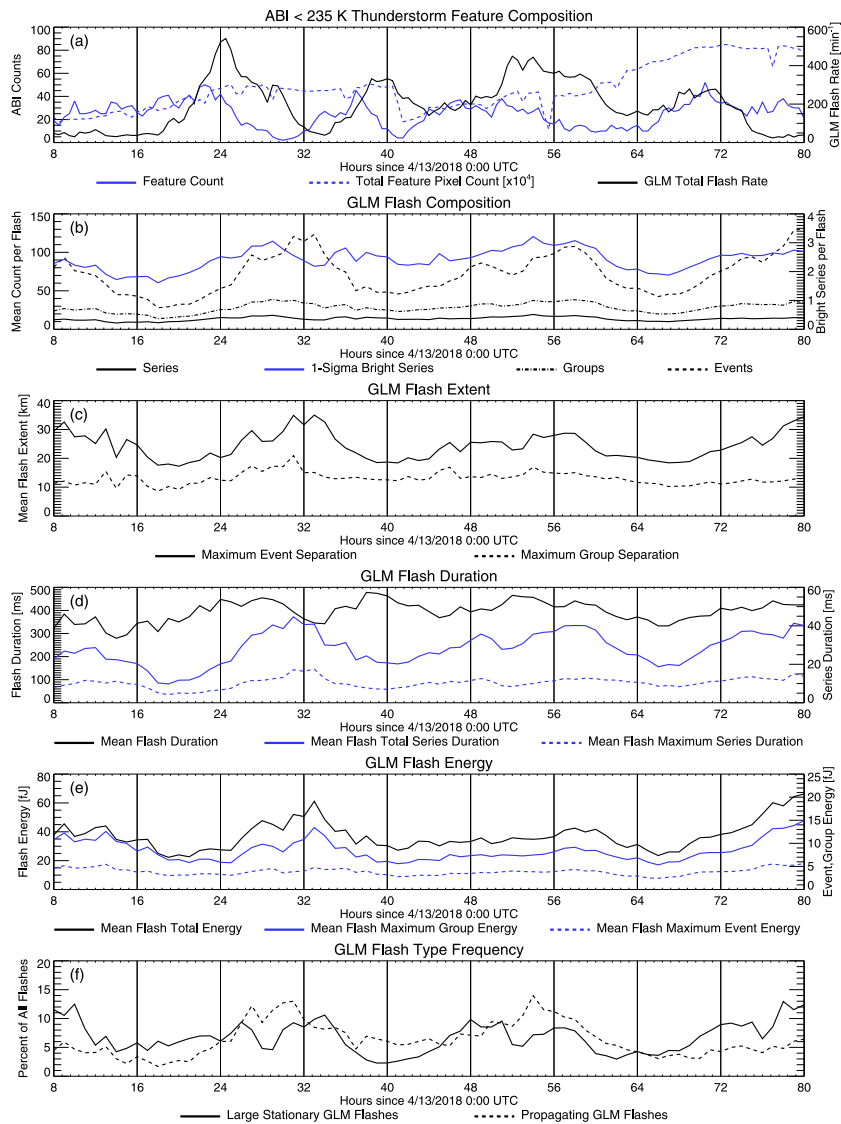 ABI < 235 K Thunderstorm Feature Composition
(a)
ABI Counts
GLM Flash Rate [min⁻¹]
100
80
60
40
20
0
600
400
200
0
8 16 24 32 40 48 56 64 72 80
Hours since 4/13/2018 0:00 UTC
Feature Count Total Feature Pixel Count [x10⁴] GLM Total Flash Rate
GLM Flash Composition
(b)
Mean Count per Flash
Bright Series per Flash
150
100
50
0
4
3
2
1
0
8 16 24 32 40 48 56 64 72 80
Hours since 4/13/2018 0:00 UTC
Series 1-Sigma Bright Series Groups Events
GLM Flash Extent
(c)
Mean Flash Extent [km]
40
30
20
10
0
8 16 24 32 40 48 56 64 72 80
Hours since 4/13/2018 0:00 UTC
Maximum Event Separation Maximum Group Separation
GLM Flash Duration
(d)
Flash Duration [ms]
Series Duration [ms]
500
400
300
200
100
0
60
40
20
0
8 16 24 32 40 48 56 64 72 80
Hours since 4/13/2018 0:00 UTC
Mean Flash Duration Mean Flash Total Series Duration Mean Flash Maximum Series Duration
GLM Flash Energy
(e)
Flash Energy [fJ]
Event,Group Energy [fJ]
80
60
40
20
0
25
20
15
10
5
0
8 16 24 32 40 48 56 64 72 80
Hours since 4/13/2018 0:00 UTC
Mean Flash Total Energy Mean Flash Maximum Group Energy Mean Flash Maximum Event Energy
GLM Flash Type Frequency
(f)
Percent of All Flashes
20
15
10
5
0
8 16 24 32 40 48 56 64 72 80
Hours since 4/13/2018 0:00 UTC
Large Stationary GLM Flashes Propagating GLM Flashes